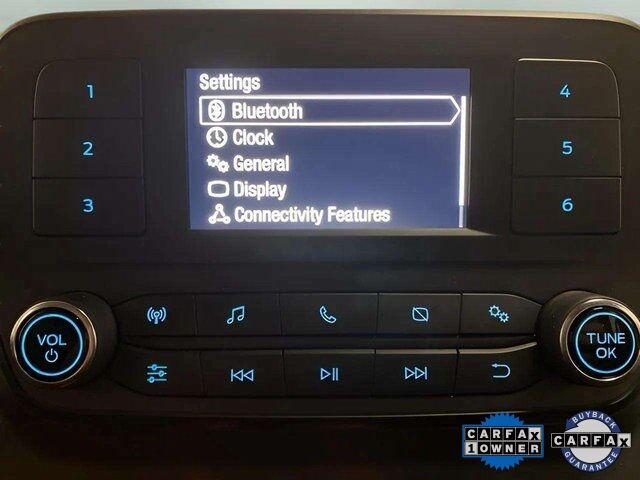 Settings
1
Bluetooth
4
2
Clock
5
General
3
Display
6
Connectivity Features
VOL
TUNE
OK
CARFAX
1 OWNER
BUYBACK
CARFAX
GUARANTEE